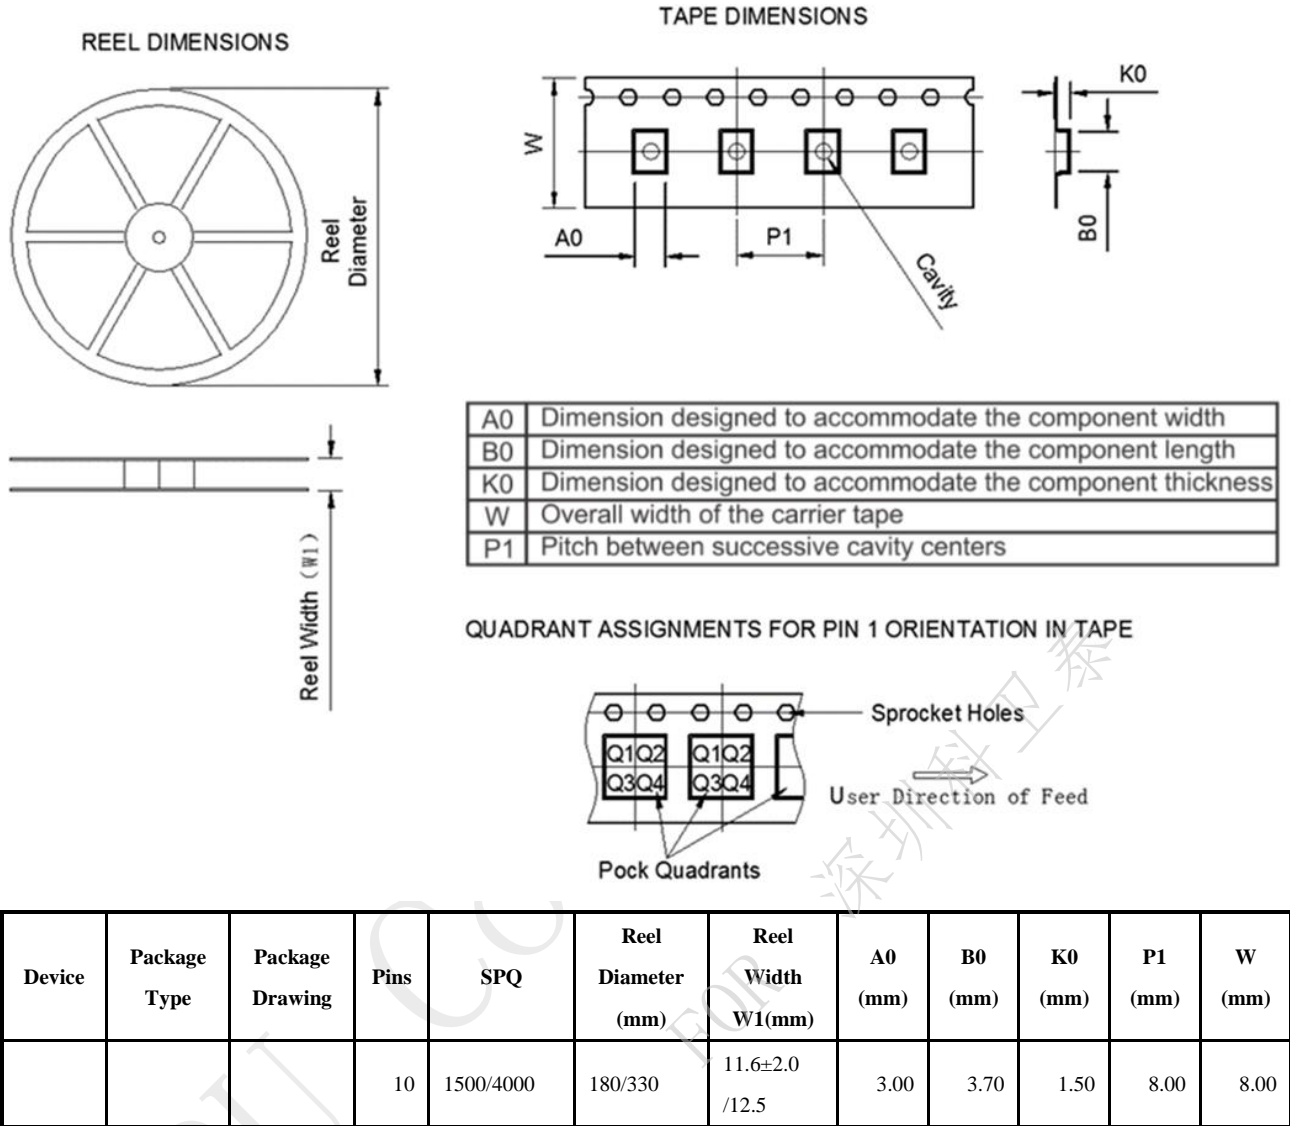 REEL DIMENSIONS
TAPE DIMENSIONS
Reel
Diameter
Reel Width (W1)
W
A0
P1
Cavity
K0
B0
A0 Dimension designed to accommodate the component width
B0 Dimension designed to accommodate the component length
K0 Dimension designed to accommodate the component thickness
W Overall width of the carrier tape
P1 Pitch between successive cavity centers
QUADRANT ASSIGNMENTS FOR PIN 1 ORIENTATION IN TAPE
Sprocket Holes
Q1 Q2 Q1 Q2
Q3 Q4 Q3 Q4
User Direction of Feed
Pock Quadrants
深圳科卫泰
FOR
Device Package Type Package Drawing Pins SPQ Reel Diameter (mm) Reel Width W1(mm) A0 (mm) B0 (mm) K0 (mm) P1 (mm) W (mm)
10 1500/4000 180/330 11.6±2.0 /12.5 3.00 3.70 1.50 8.00 8.00